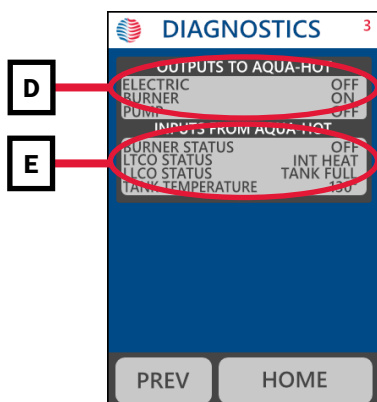 DIAGNOSTICS 3
OUTPUTS TO AQUA-HOT
D
ELECTRIC OFF
BURNER ON
PUMP OFF
INPUTS FROM AQUA-HOT
E
BURNER STATUS OFF
LTCO STATUS INT HEAT
LLCO STATUS TANK FULL
TANK TEMPERATURE 130°
PREV HOME